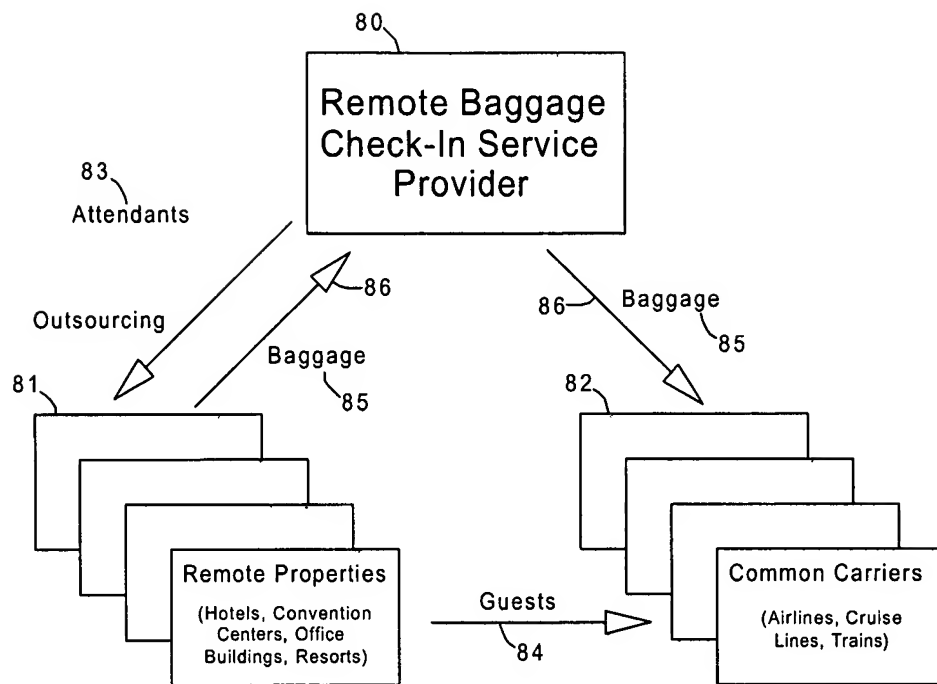 80
Remote Baggage
Check-In Service
Provider
83
Attendants
86
86
Baggage
85
Outsourcing
Baggage
85
81
82
Remote Properties
(Hotels, Convention
Centers, Office
Buildings, Resorts)
Guests
84
Common Carriers
(Airlines, Cruise
Lines, Trains)